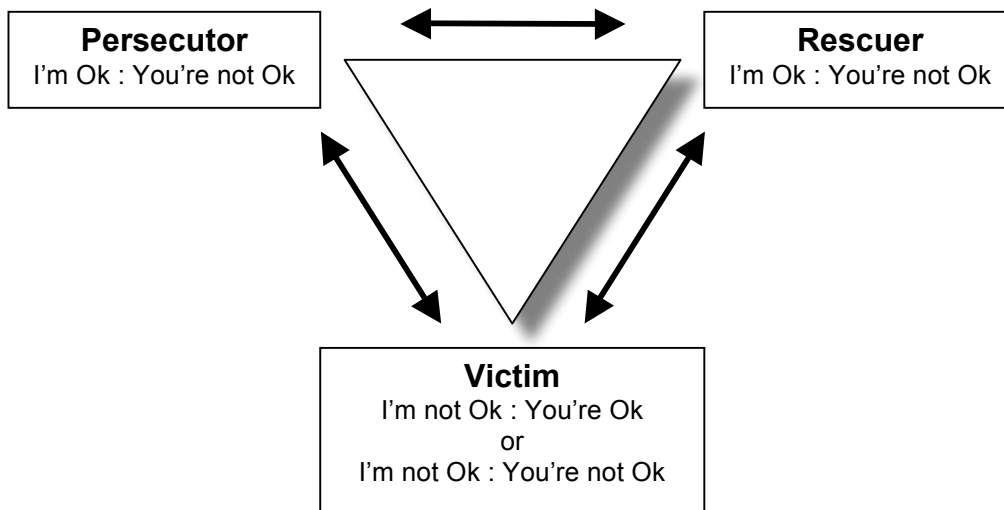 Persecutor
I'm Ok : You're not Ok
Rescuer
I'm Ok : You're not Ok
Victim
I'm not Ok : You're Ok
or
I'm not Ok : You're not Ok